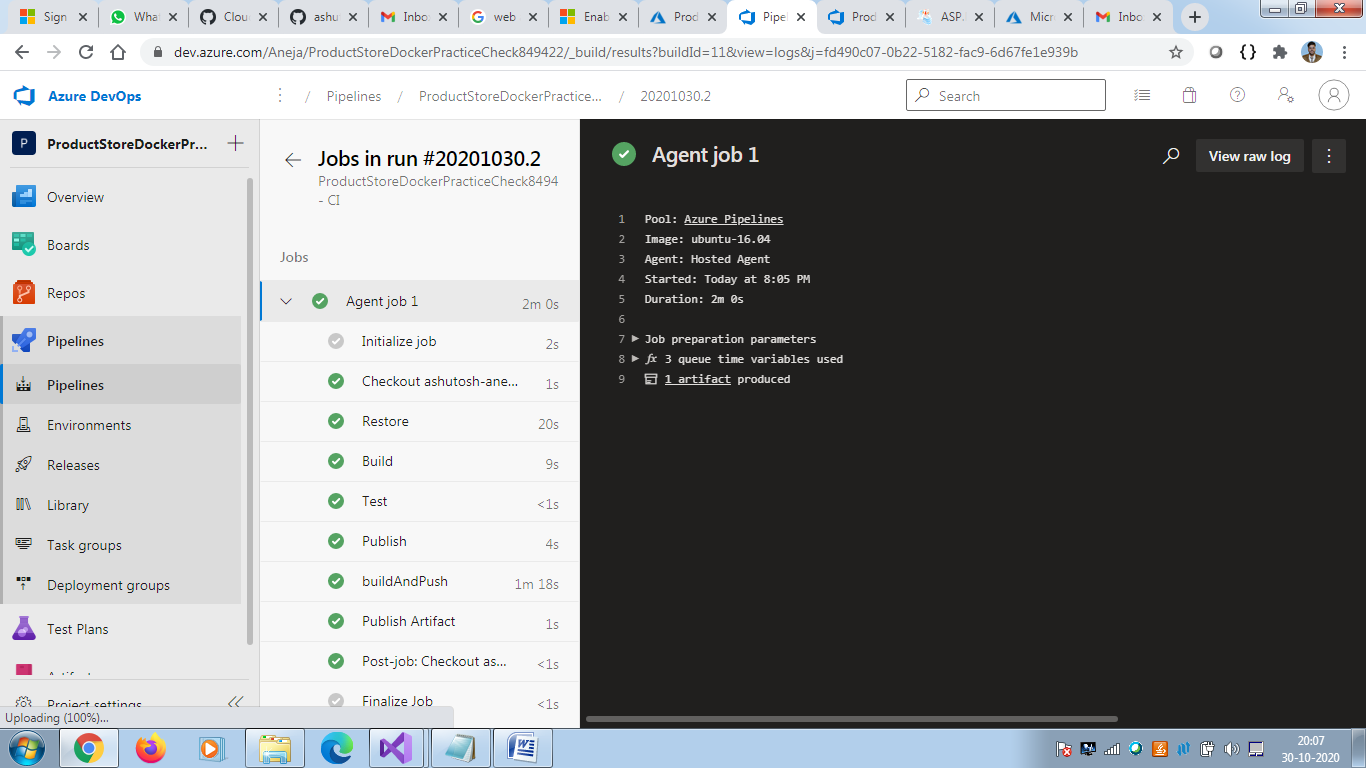 Sign
What
Clou
ashut
Inbo
web
Enab
Prod
Pipel
Prod
ASP.
Micr
Inbo
dev.azure.com/Aneja/ProductStoreDockerPracticeCheck849422/_build/results?buildId=11&view=logs&j=fd490c07-0b22-5182-fac9-6d67fe1e939b
Azure DevOps
/ Pipelines / ProductStoreDockerPractice... / 20201030.2
Search
P ProductStoreDockerPr...
Overview
Boards
Repos
Pipelines
Pipelines
Environments
Releases
Library
Task groups
Deployment groups
Test Plans
Project settings
Uploading (100%)...
Jobs in run #20201030.2
ProductStoreDockerPracticeCheck8494
- CI
Jobs
Agent job 1 2m 0s
Initialize job 2s
Checkout ashutosh-ane... 1s
Restore 20s
Build 9s
Test <1s
Publish 4s
buildAndPush 1m 18s
Publish Artifact 1s
Post-job: Checkout as... <1s
Finalize Job <1s
Agent job 1
View raw log
1 Pool: Azure Pipelines
2 Image: ubuntu-16.04
3 Agent: Hosted Agent
4 Started: Today at 8:05 PM
5 Duration: 2m 0s
6
7 Job preparation parameters
8 fx 3 queue time variables used
9 1 artifact produced
20:07
30-10-2020